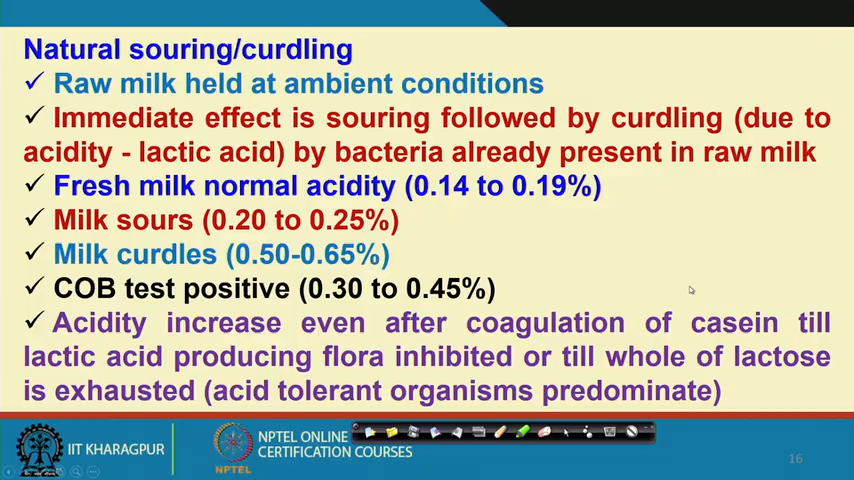 Natural souring/curdling
✓ Raw milk held at ambient conditions
✓ Immediate effect is souring followed by curdling (due to
acidity - lactic acid) by bacteria already present in raw milk
✓ Fresh milk normal acidity (0.14 to 0.19%)
✓ Milk sours (0.20 to 0.25%)
✓ Milk curdles (0.50-0.65%)
✓ COB test positive (0.30 to 0.45%)
✓ Acidity increase even after coagulation of casein till
lactic acid producing flora inhibited or till whole of lactose
is exhausted (acid tolerant organisms predominate)
IIT KHARAGPUR
NPTEL
NPTEL ONLINE
CERTIFICATION COURSES
16